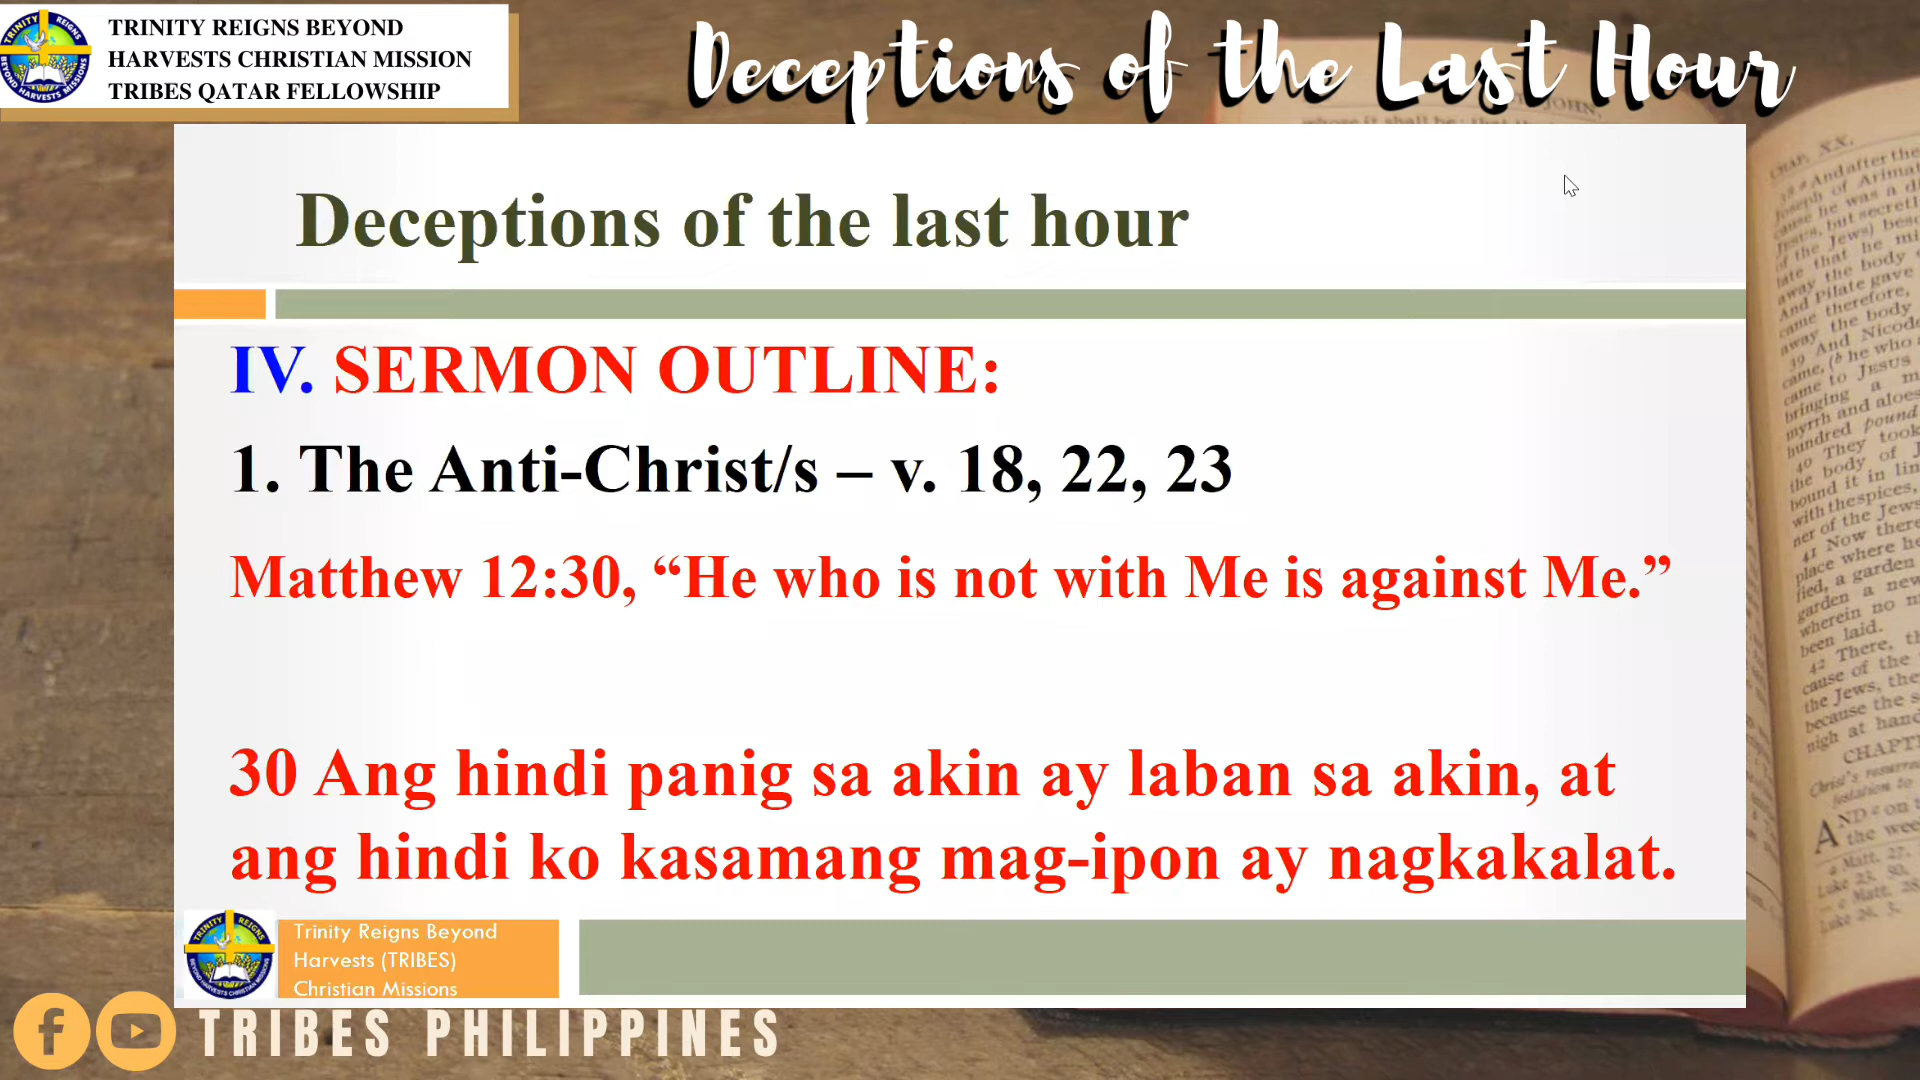 TRINITY REIGNS BEYOND
HARVESTS CHRISTIAN MISSION
TRIBES QATAR FELLOWSHIP
Deceptions of the Last Hour
Deceptions of the last hour
IV. SERMON OUTLINE:
1. The Anti-Christ/s – v. 18, 22, 23
Matthew 12:30, “He who is not with Me is against Me.”
30 Ang hindi panig sa akin ay laban sa akin, at
ang hindi ko kasamang mag-ipon ay nagkakalat.
Trinity Reigns Beyond
Harvests (TRIBES)
Christian Missions
TRIBES PHILIPPINES